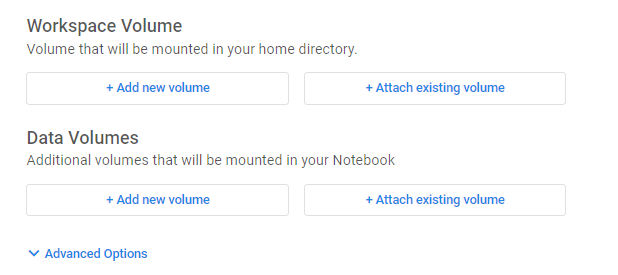 Workspace Volume
Volume that will be mounted in your home directory.
+ Add new volume
+ Attach existing volume
Data Volumes
Additional volumes that will be mounted in your Notebook
+ Add new volume
+ Attach existing volume
Advanced Options